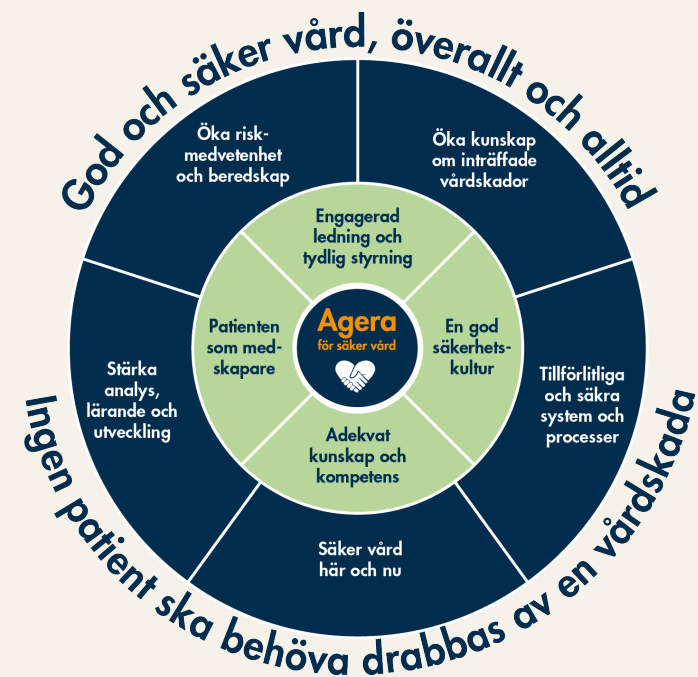 God och säker vård, överallt och alltid
Öka risk-
medvetenhet
och beredskap
Öka kunskap
om inträffade
vårdskador
Engagerad
ledning och
tydlig styrning
Patienten
som med-
skapare
Agera
för säker vård
En god
säkerhets-
kultur
Stärka
analys,
lärande och
utveckling
Tillförlitliga
och säkra
system och
processer
Adekvat
kunskap och
kompetens
Säker vård
här och nu
Ingen patient ska behöva drabbas av en vårdskada